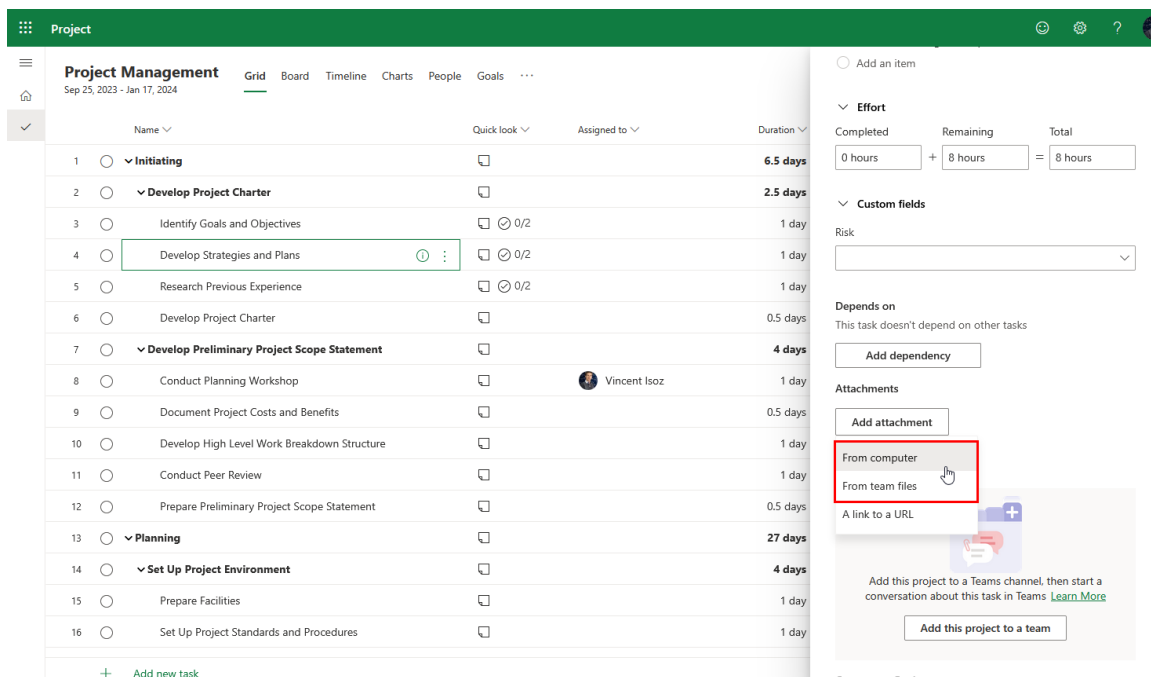 Project
Project Management
Sep 25, 2023 - Jan 17, 2024
Grid Board Timeline Charts People Goals ···
Name Quick look Assigned to Duration
1 Initiating 6.5 days
2 Develop Project Charter 2.5 days
3 Identify Goals and Objectives 0/2 1 day
4 Develop Strategies and Plans 0/2 1 day
5 Research Previous Experience 0/2 1 day
6 Develop Project Charter 0.5 days
7 Develop Preliminary Project Scope Statement 4 days
8 Conduct Planning Workshop Vincent Isoz 1 day
9 Document Project Costs and Benefits 0.5 days
10 Develop High Level Work Breakdown Structure 1 day
11 Conduct Peer Review 1 day
12 Prepare Preliminary Project Scope Statement 0.5 days
13 Planning 27 days
14 Set Up Project Environment 4 days
15 Prepare Facilities 1 day
16 Set Up Project Standards and Procedures 1 day
+ Add new task
Add an item
Effort
Completed Remaining Total
0 hours + 8 hours = 8 hours
Custom fields
Risk
Depends on
This task doesn't depend on other tasks
Add dependency
Attachments
Add attachment
From computer
From team files
A link to a URL
Add this project to a Teams channel, then start a
conversation about this task in Teams Learn More
Add this project to a team